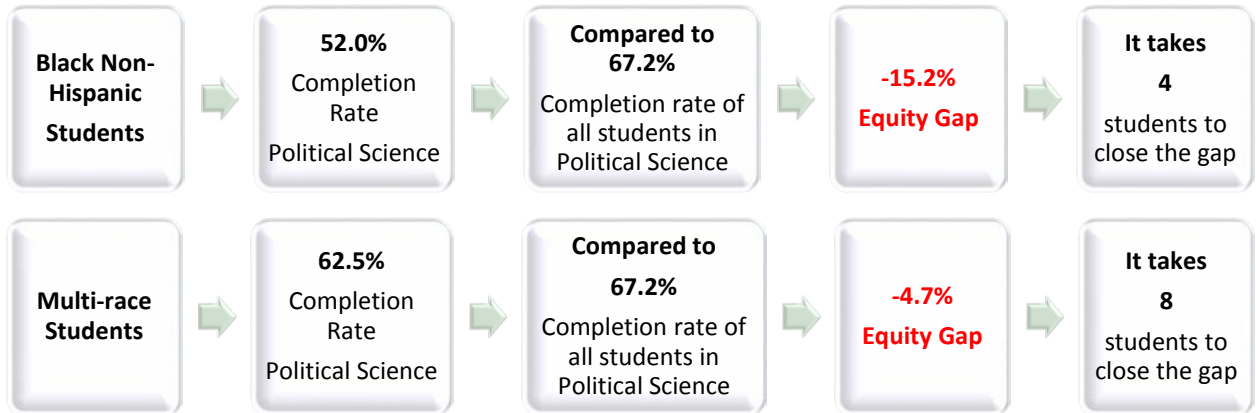 Black Non-
Hispanic
Students
52.0%
Completion
Rate
Political Science
Compared to
67.2%
Completion rate of
all students in
Political Science
-15.2%
Equity Gap
It takes
4
students to
close the gap
Multi-race
Students
62.5%
Completion
Rate
Political Science
Compared to
67.2%
Completion rate of
all students in
Political Science
-4.7%
Equity Gap
It takes
8
students to
close the gap